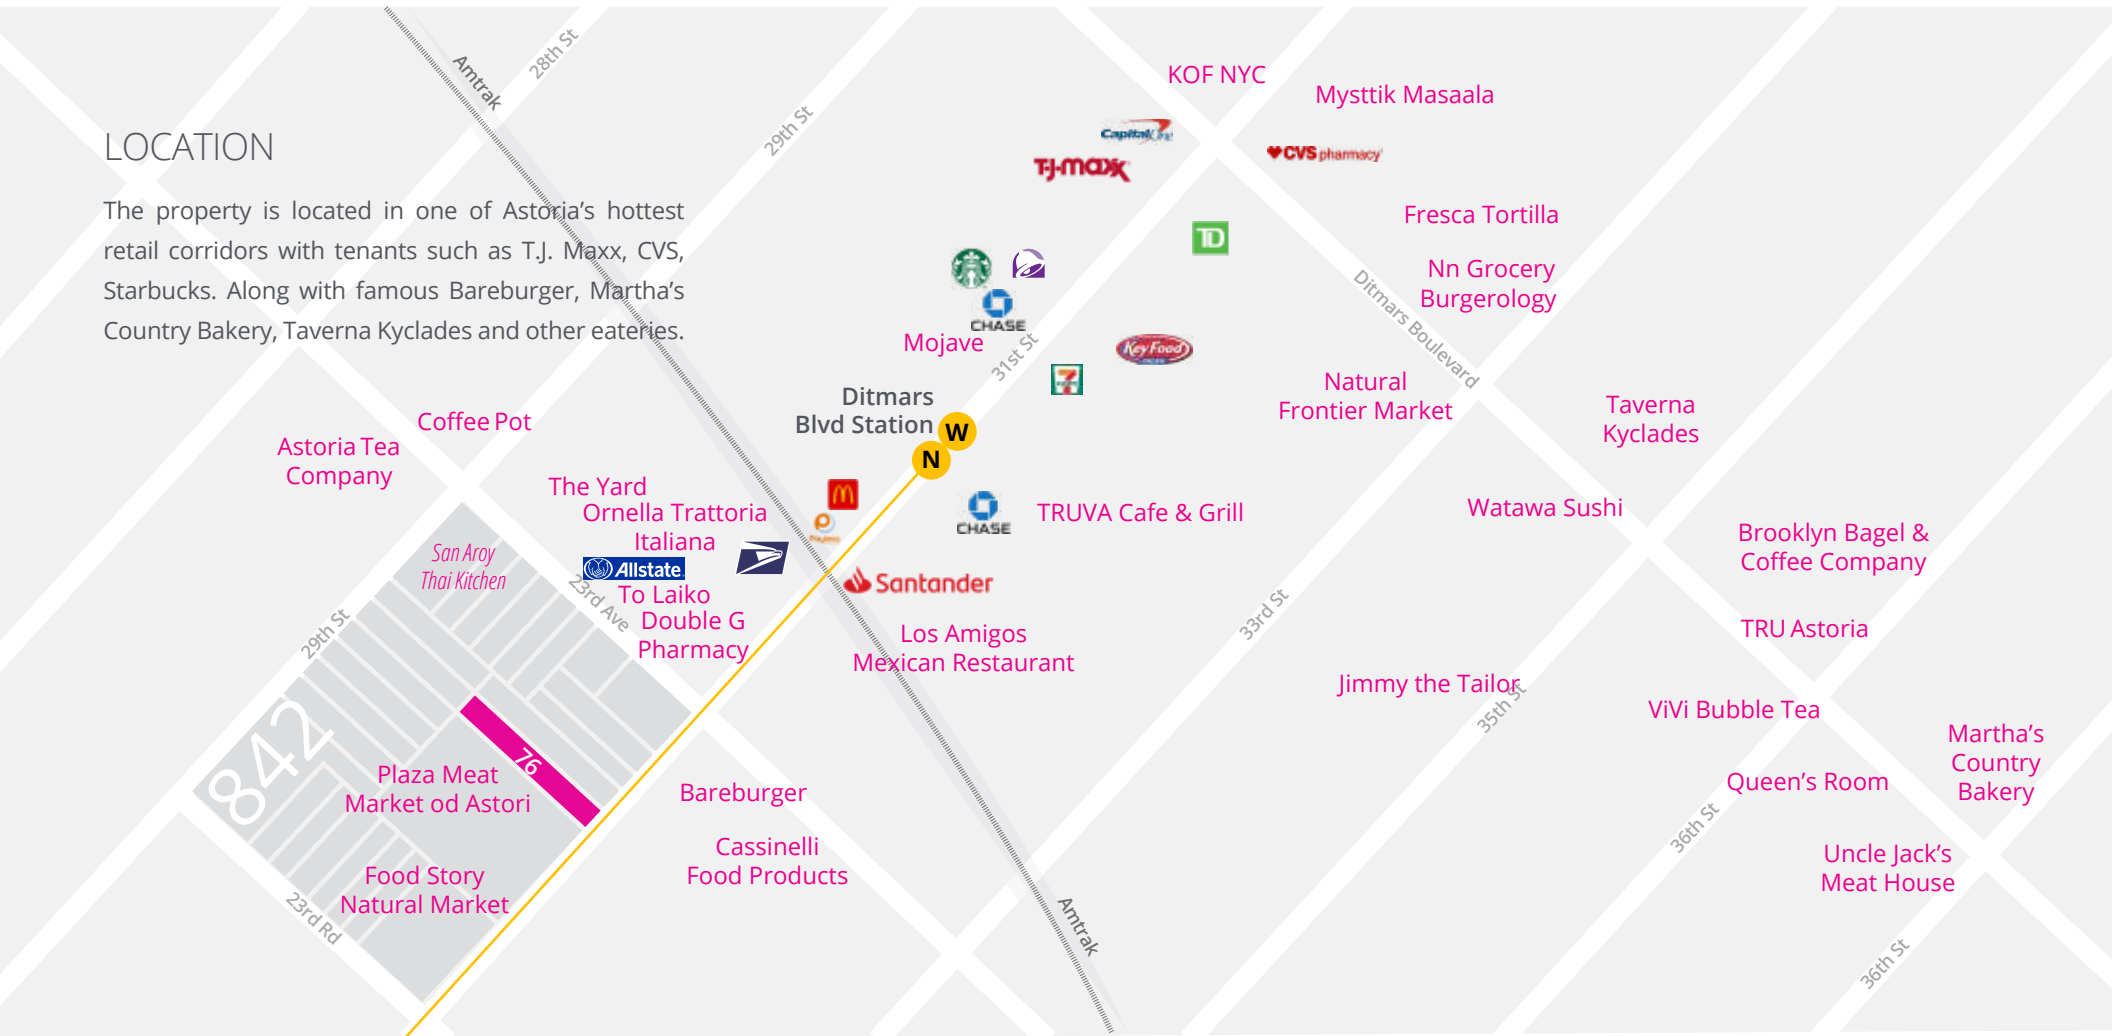 LOCATION
The property is located in one of Astoria's hottest
retail corridors with tenants such as T.J. Maxx, CVS,
Starbucks. Along with famous Bareburger, Martha's
Country Bakery, Taverna Kyclades and other eateries.
Amtrak
28th St
29th St
KOF NYC
Mysttik Masaala
Capital One
T·J·maxx
CVS pharmacy
TD
Fresca Tortilla
Nn Grocery
Burgerology
Ditmars Boulevard
CHASE
Mojave
31st St
Key Food
7
Ditmars
Blvd Station
W
N
Natural
Frontier Market
Taverna
Kyclades
Coffee Pot
Astoria Tea
Company
The Yard
Ornella Trattoria
Italiana
Allstate
To Laiko
Double G
Pharmacy
23rd Ave
San Aroy
Thai Kitchen
29th St
Payless
CHASE
TRUVA Cafe & Grill
Santander
Los Amigos
Mexican Restaurant
Watawa Sushi
Brooklyn Bagel &
Coffee Company
33rd St
TRU Astoria
Jimmy the Tailor
35th St
ViVi Bubble Tea
Martha's
Country
Bakery
Queen's Room
36th St
Uncle Jack's
Meat House
36th St
842
76
Plaza Meat
Market od Astori
Food Story
Natural Market
23rd Rd
Bareburger
Cassinelli
Food Products
Amtrak